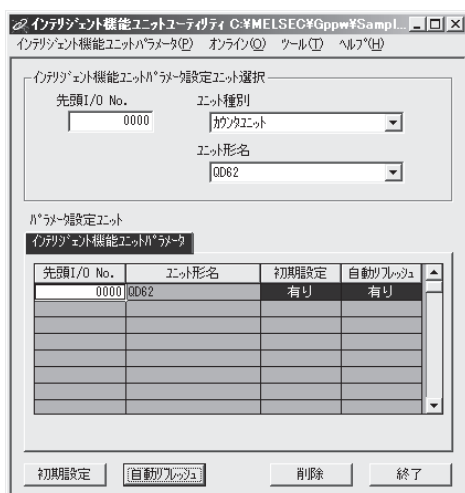 インテリジェント機能ユニットユーティリティ C:¥MELSEC¥Gppw¥Sampl...
インテリジェント機能ユニットパラメータ(P) オンライン(O) ツール(T) ヘルプ(H)
インテリジェント機能ユニットパラメータ設定ユニット選択
先頭I/O No. ユニット種別
0000 カウンタユニット
ユニット形名
QD62
パラメータ設定ユニット
インテリジェント機能ユニットパラメータ
先頭I/O No. ユニット形名 初期設定 自動リフレッシュ
0000 QD62 有り 有り
初期設定 自動リフレッシュ 削除 終了